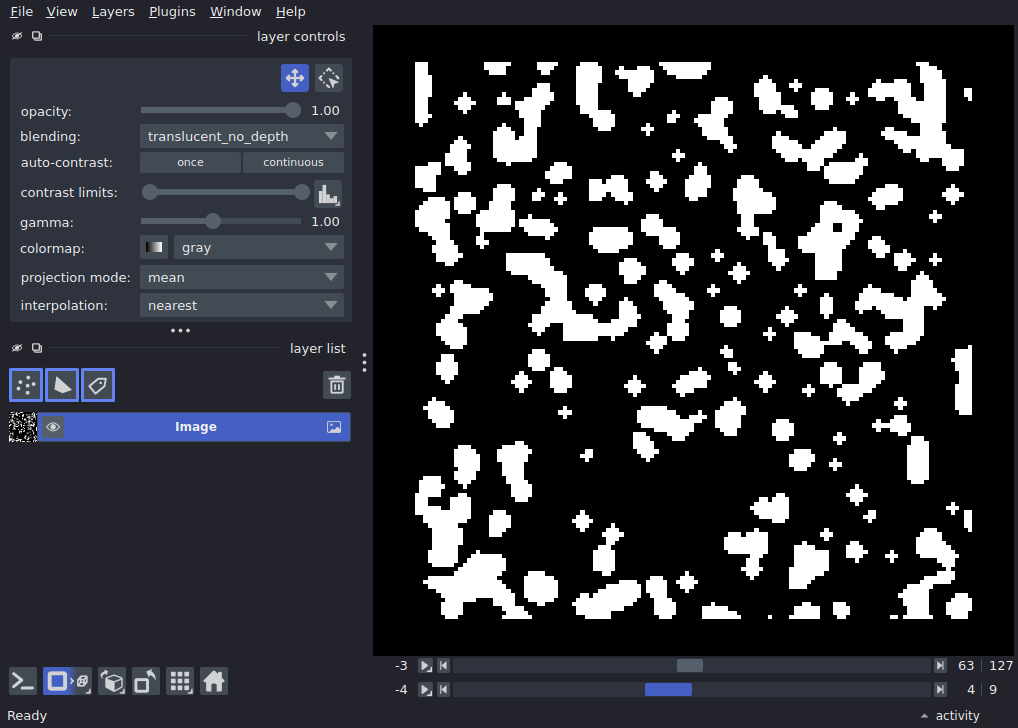 File View Layers Plugins Window Help
layer controls
opacity: 1.00
blending: translucent_no_depth
auto-contrast: once continuous
contrast limits:
gamma: 1.00
colormap: gray
projection mode: mean
interpolation: nearest
layer list
Image
-3 63 127
-4 4 9
Ready activity